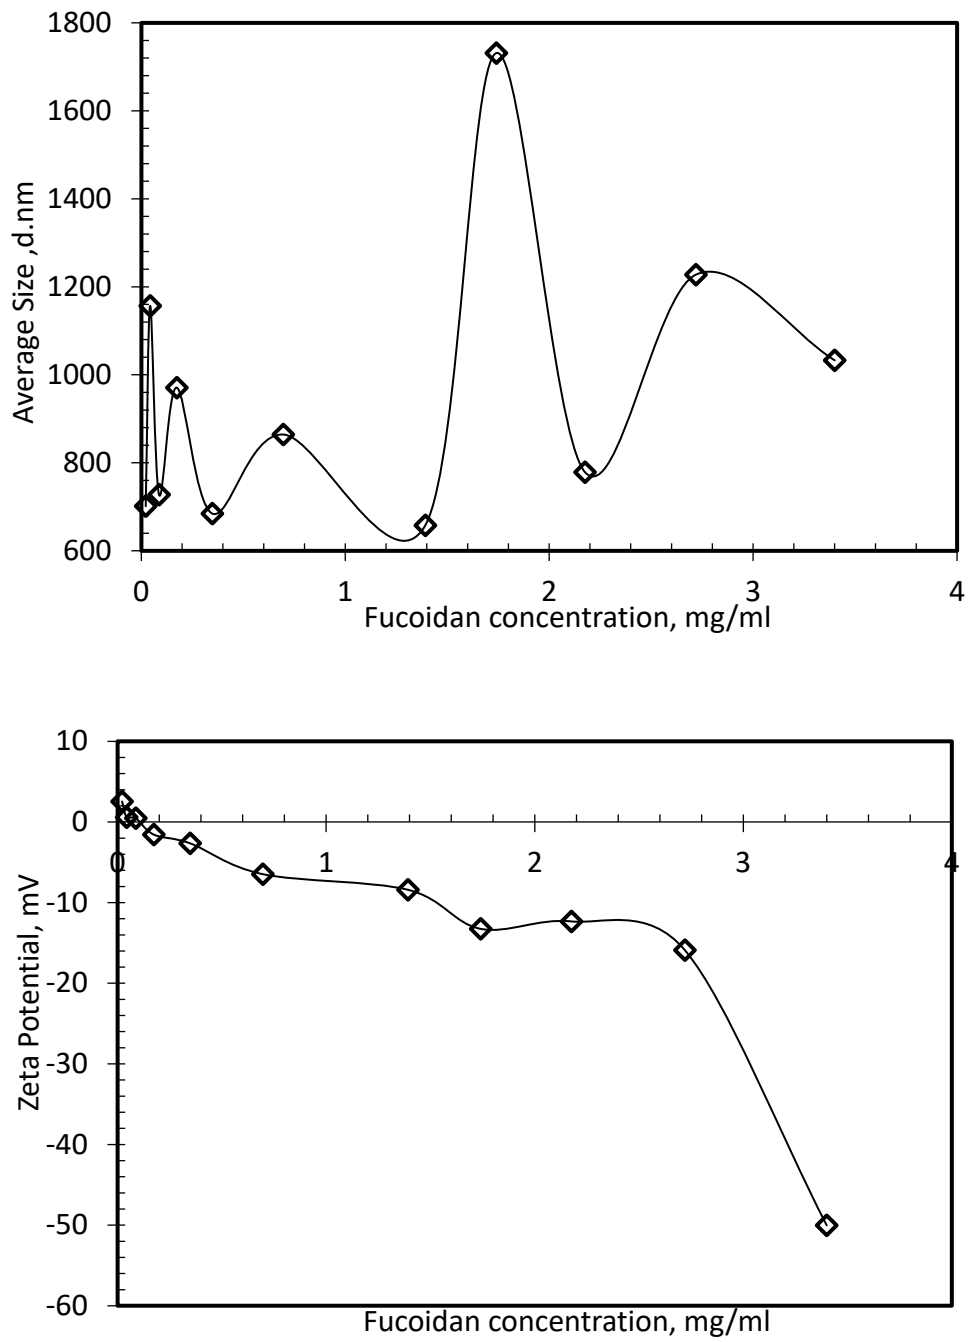 1800
1600
1400
1200
1000
800
600
Average Size ,d.nm
0 1 2 3 4
Fucoidan concentration, mg/ml
10
0
-10
-20
-30
-40
-50
-60
Zeta Potential, mV
0 1 2 3 4
Fucoidan concentration, mg/ml